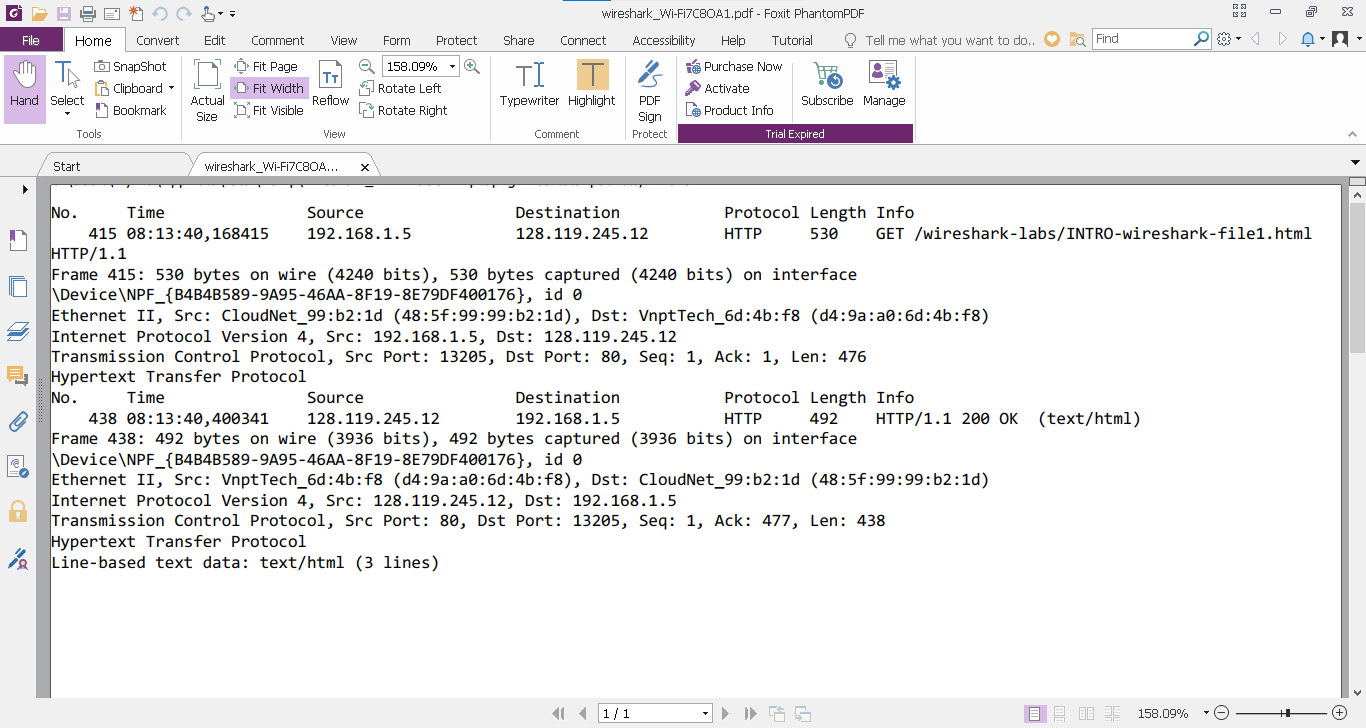 wireshark_Wi-Fi7C8OA1.pdf - Foxit PhantomPDF
File Home Convert Edit Comment View Form Protect Share Connect Accessibility Help Tutorial Tell me what you want to do.. Find
Hand
Select
SnapShot
Clipboard
Bookmark
Tools
Actual Size
Fit Page
Fit Width
Fit Visible
Reflow
158.09%
Rotate Left
Rotate Right
View
Typewriter
Highlight
Comment
PDF Sign
Protect
Purchase Now
Activate
Product Info
Trial Expired
Subscribe
Manage
Start
wireshark_Wi-Fi7C8OA...
No. Time Source Destination Protocol Length Info
415 08:13:40,168415 192.168.1.5 128.119.245.12 HTTP 530 GET /wireshark-labs/INTRO-wireshark-file1.html
HTTP/1.1
Frame 415: 530 bytes on wire (4240 bits), 530 bytes captured (4240 bits) on interface
\Device\NPF_{B4B4B589-9A95-46AA-8F19-8E79DF400176}, id 0
Ethernet II, Src: CloudNet_99:b2:1d (48:5f:99:99:b2:1d), Dst: VnptTech_6d:4b:f8 (d4:9a:a0:6d:4b:f8)
Internet Protocol Version 4, Src: 192.168.1.5, Dst: 128.119.245.12
Transmission Control Protocol, Src Port: 13205, Dst Port: 80, Seq: 1, Ack: 1, Len: 476
Hypertext Transfer Protocol
No. Time Source Destination Protocol Length Info
438 08:13:40,400341 128.119.245.12 192.168.1.5 HTTP 492 HTTP/1.1 200 OK (text/html)
Frame 438: 492 bytes on wire (3936 bits), 492 bytes captured (3936 bits) on interface
\Device\NPF_{B4B4B589-9A95-46AA-8F19-8E79DF400176}, id 0
Ethernet II, Src: VnptTech_6d:4b:f8 (d4:9a:a0:6d:4b:f8), Dst: CloudNet_99:b2:1d (48:5f:99:99:b2:1d)
Internet Protocol Version 4, Src: 128.119.245.12, Dst: 192.168.1.5
Transmission Control Protocol, Src Port: 80, Dst Port: 13205, Seq: 1, Ack: 477, Len: 438
Hypertext Transfer Protocol
Line-based text data: text/html (3 lines)
1 / 1
158.09%